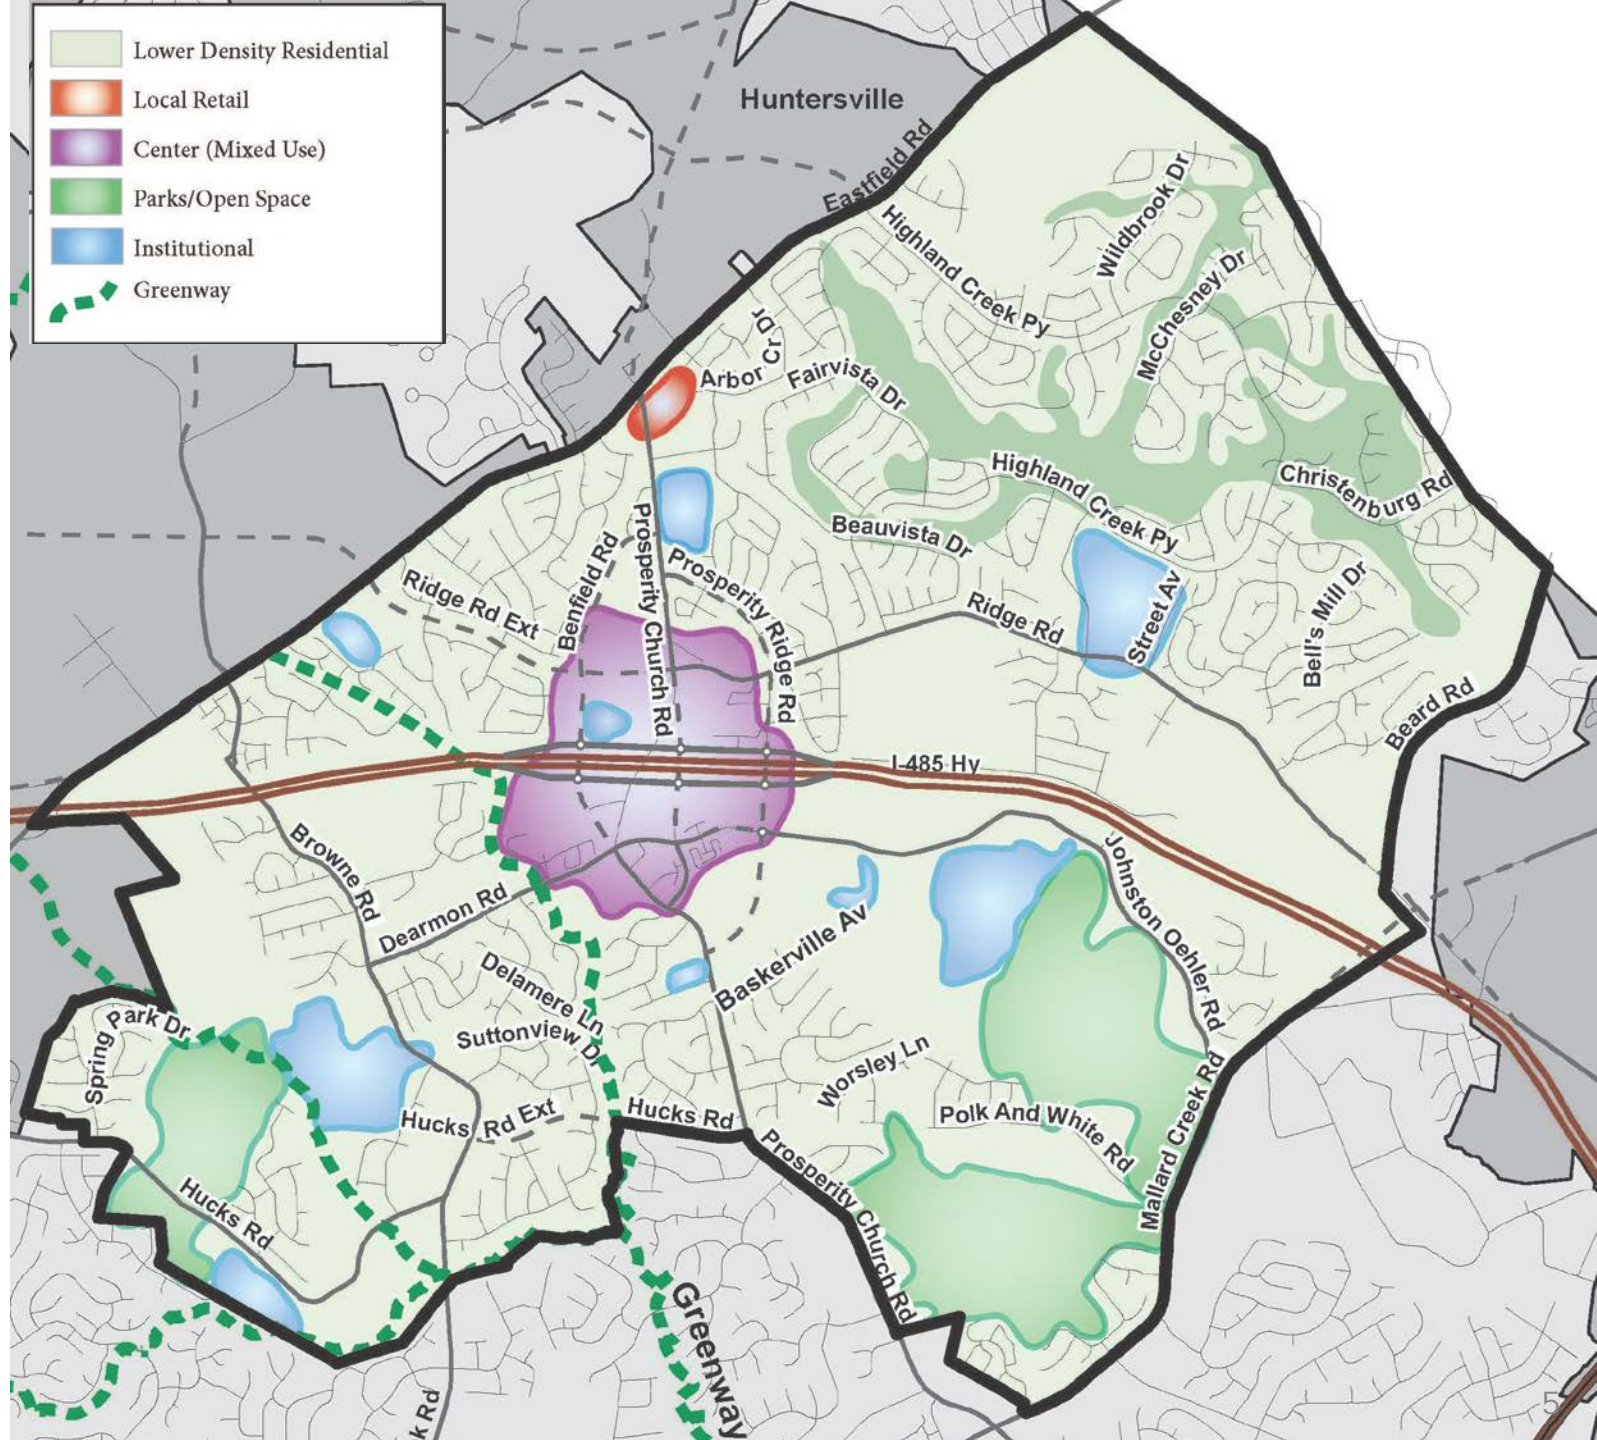 Lower Density Residential
Local Retail
Center (Mixed Use)
Parks/Open Space
Institutional
Greenway
Huntersville
Eastfield Rd
Wildbrook Dr
Highland Creek Py
McChesney Dr
Arbor Cr Dr
Fairvista Dr
Highland Creek Py
Christenburg Rd
Beauvista Dr
Prosperity Church Rd
Benfield Rd
Prosperity Ridge Rd
Ridge Rd Ext
Ridge Rd
Street Av
Bell's Mill Dr
Beard Rd
I-485 Hy
Browne Rd
Dearmon Rd
Johnston Oehler Rd
Baskerville Av
Delamere Ln
Suttonview Dr
Spring Park Dr
Worsley Ln
Hucks Rd Ext
Hucks Rd
Polk And White Rd
Mallard Creek Rd
Prosperity Church Rd
Hucks Rd
Greenway
k Rd
5